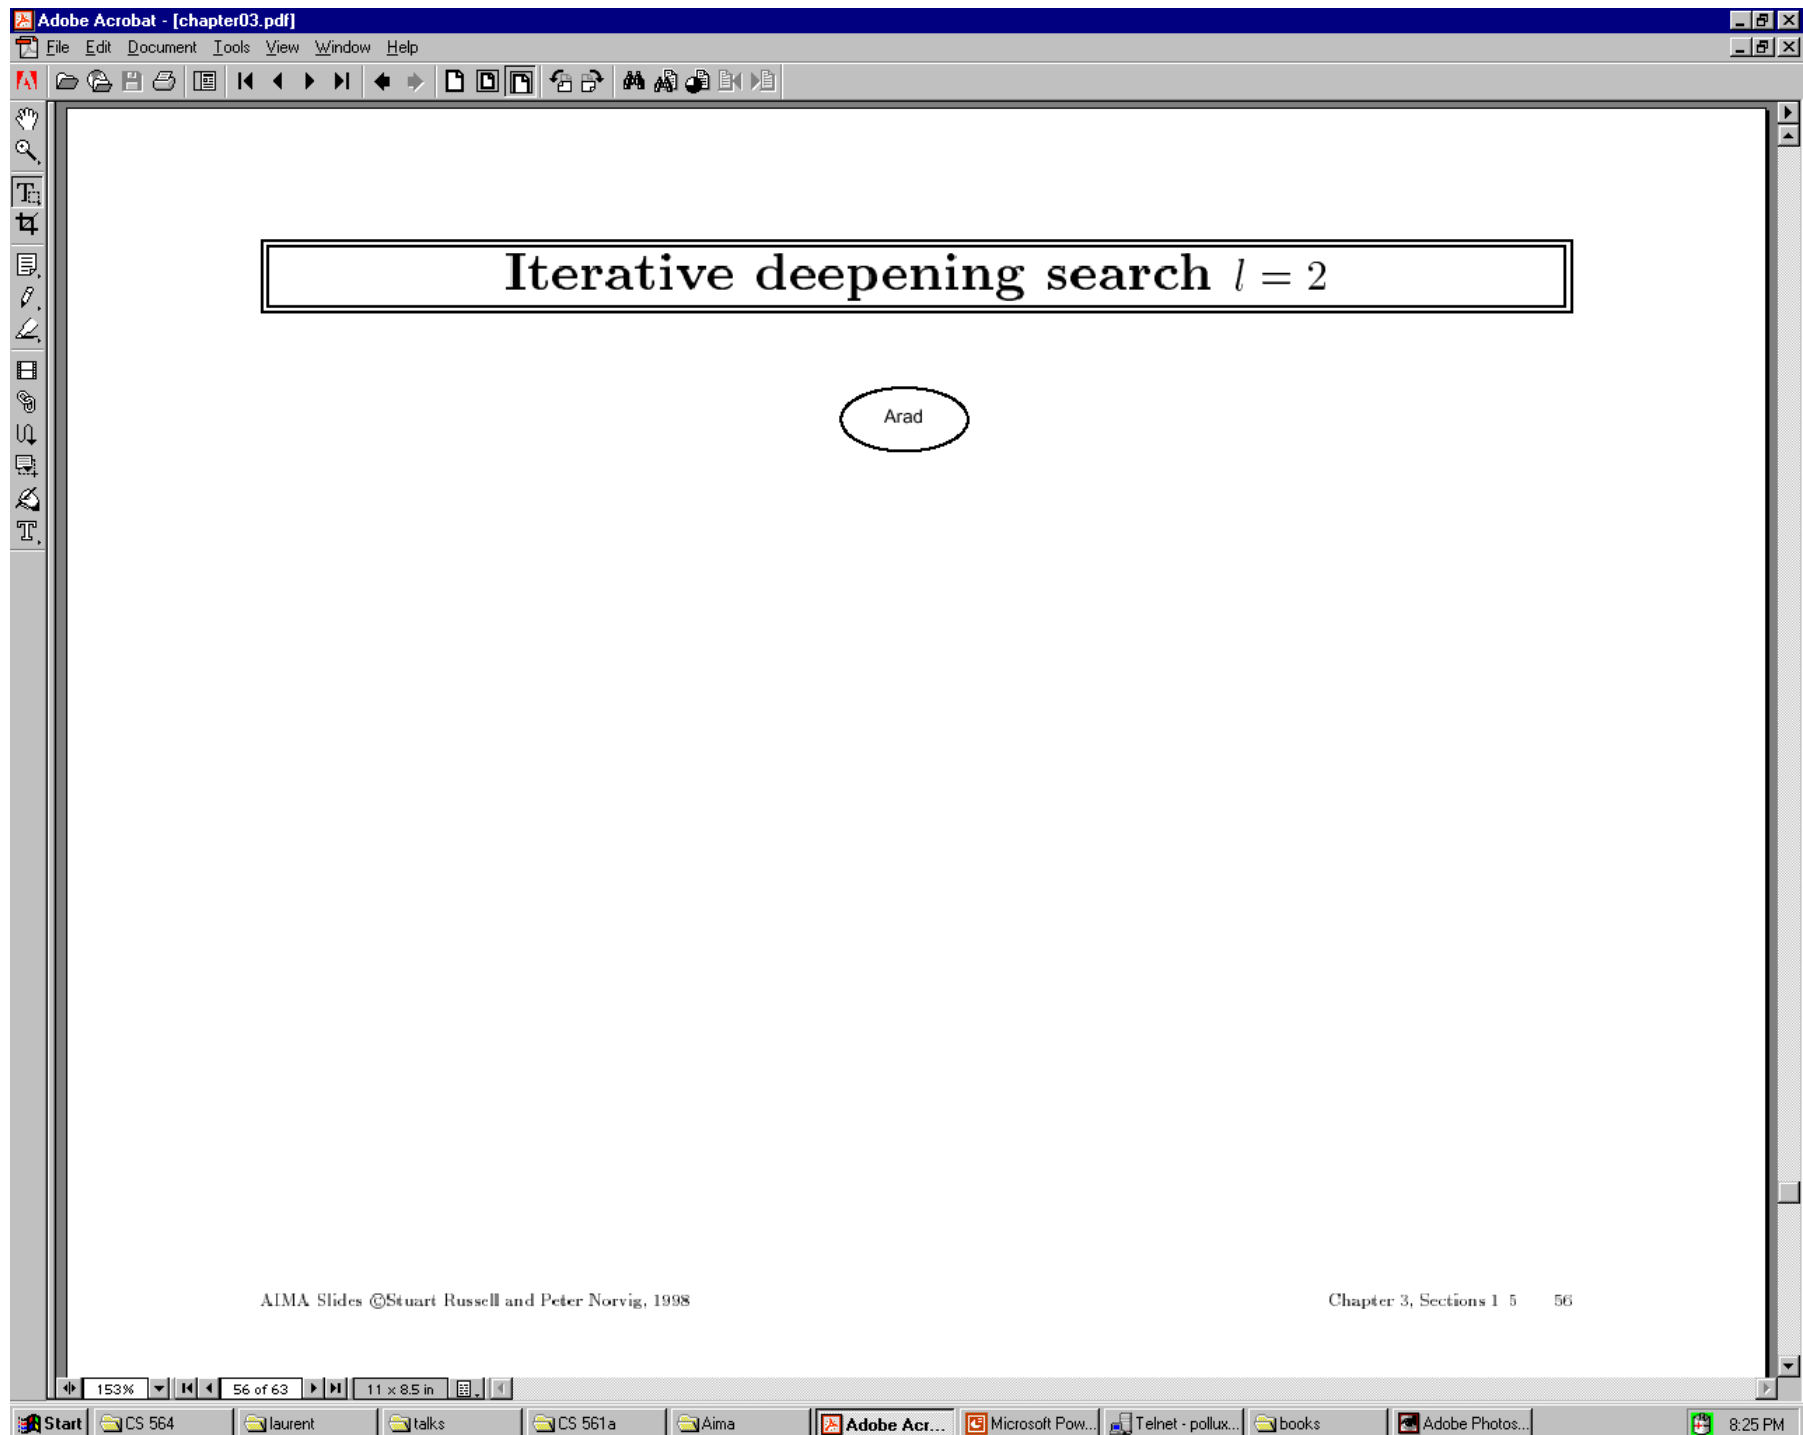 Adobe Acrobat - [chapter03.pdf]
File Edit Document Tools View Window Help
Iterative deepening search l = 2
Arad
AIMA Slides ©Stuart Russell and Peter Norvig, 1998
Chapter 3, Sections 1 5 56
153% 56 of 63 11 x 8.5 in
Start CS 564 laurent talks CS 561a Aima Adobe Acr... Microsoft Pow... Telnet - pollux... books Adobe Photos... 8:25 PM